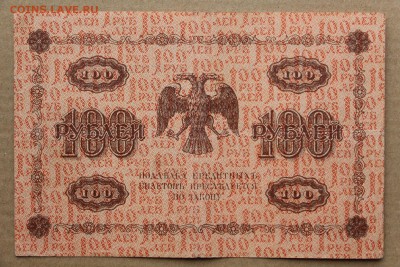 COINS.LAVE.RU
100 100
100 РУБЛЕЙ 100 РУБЛЕЙ
ПОДДѢЛКА КРЕДИТНЫХЪ
БИЛЕТОВЪ ПРЕСЛѢДУЕТСЯ
ПО ЗАКОНУ
100 100